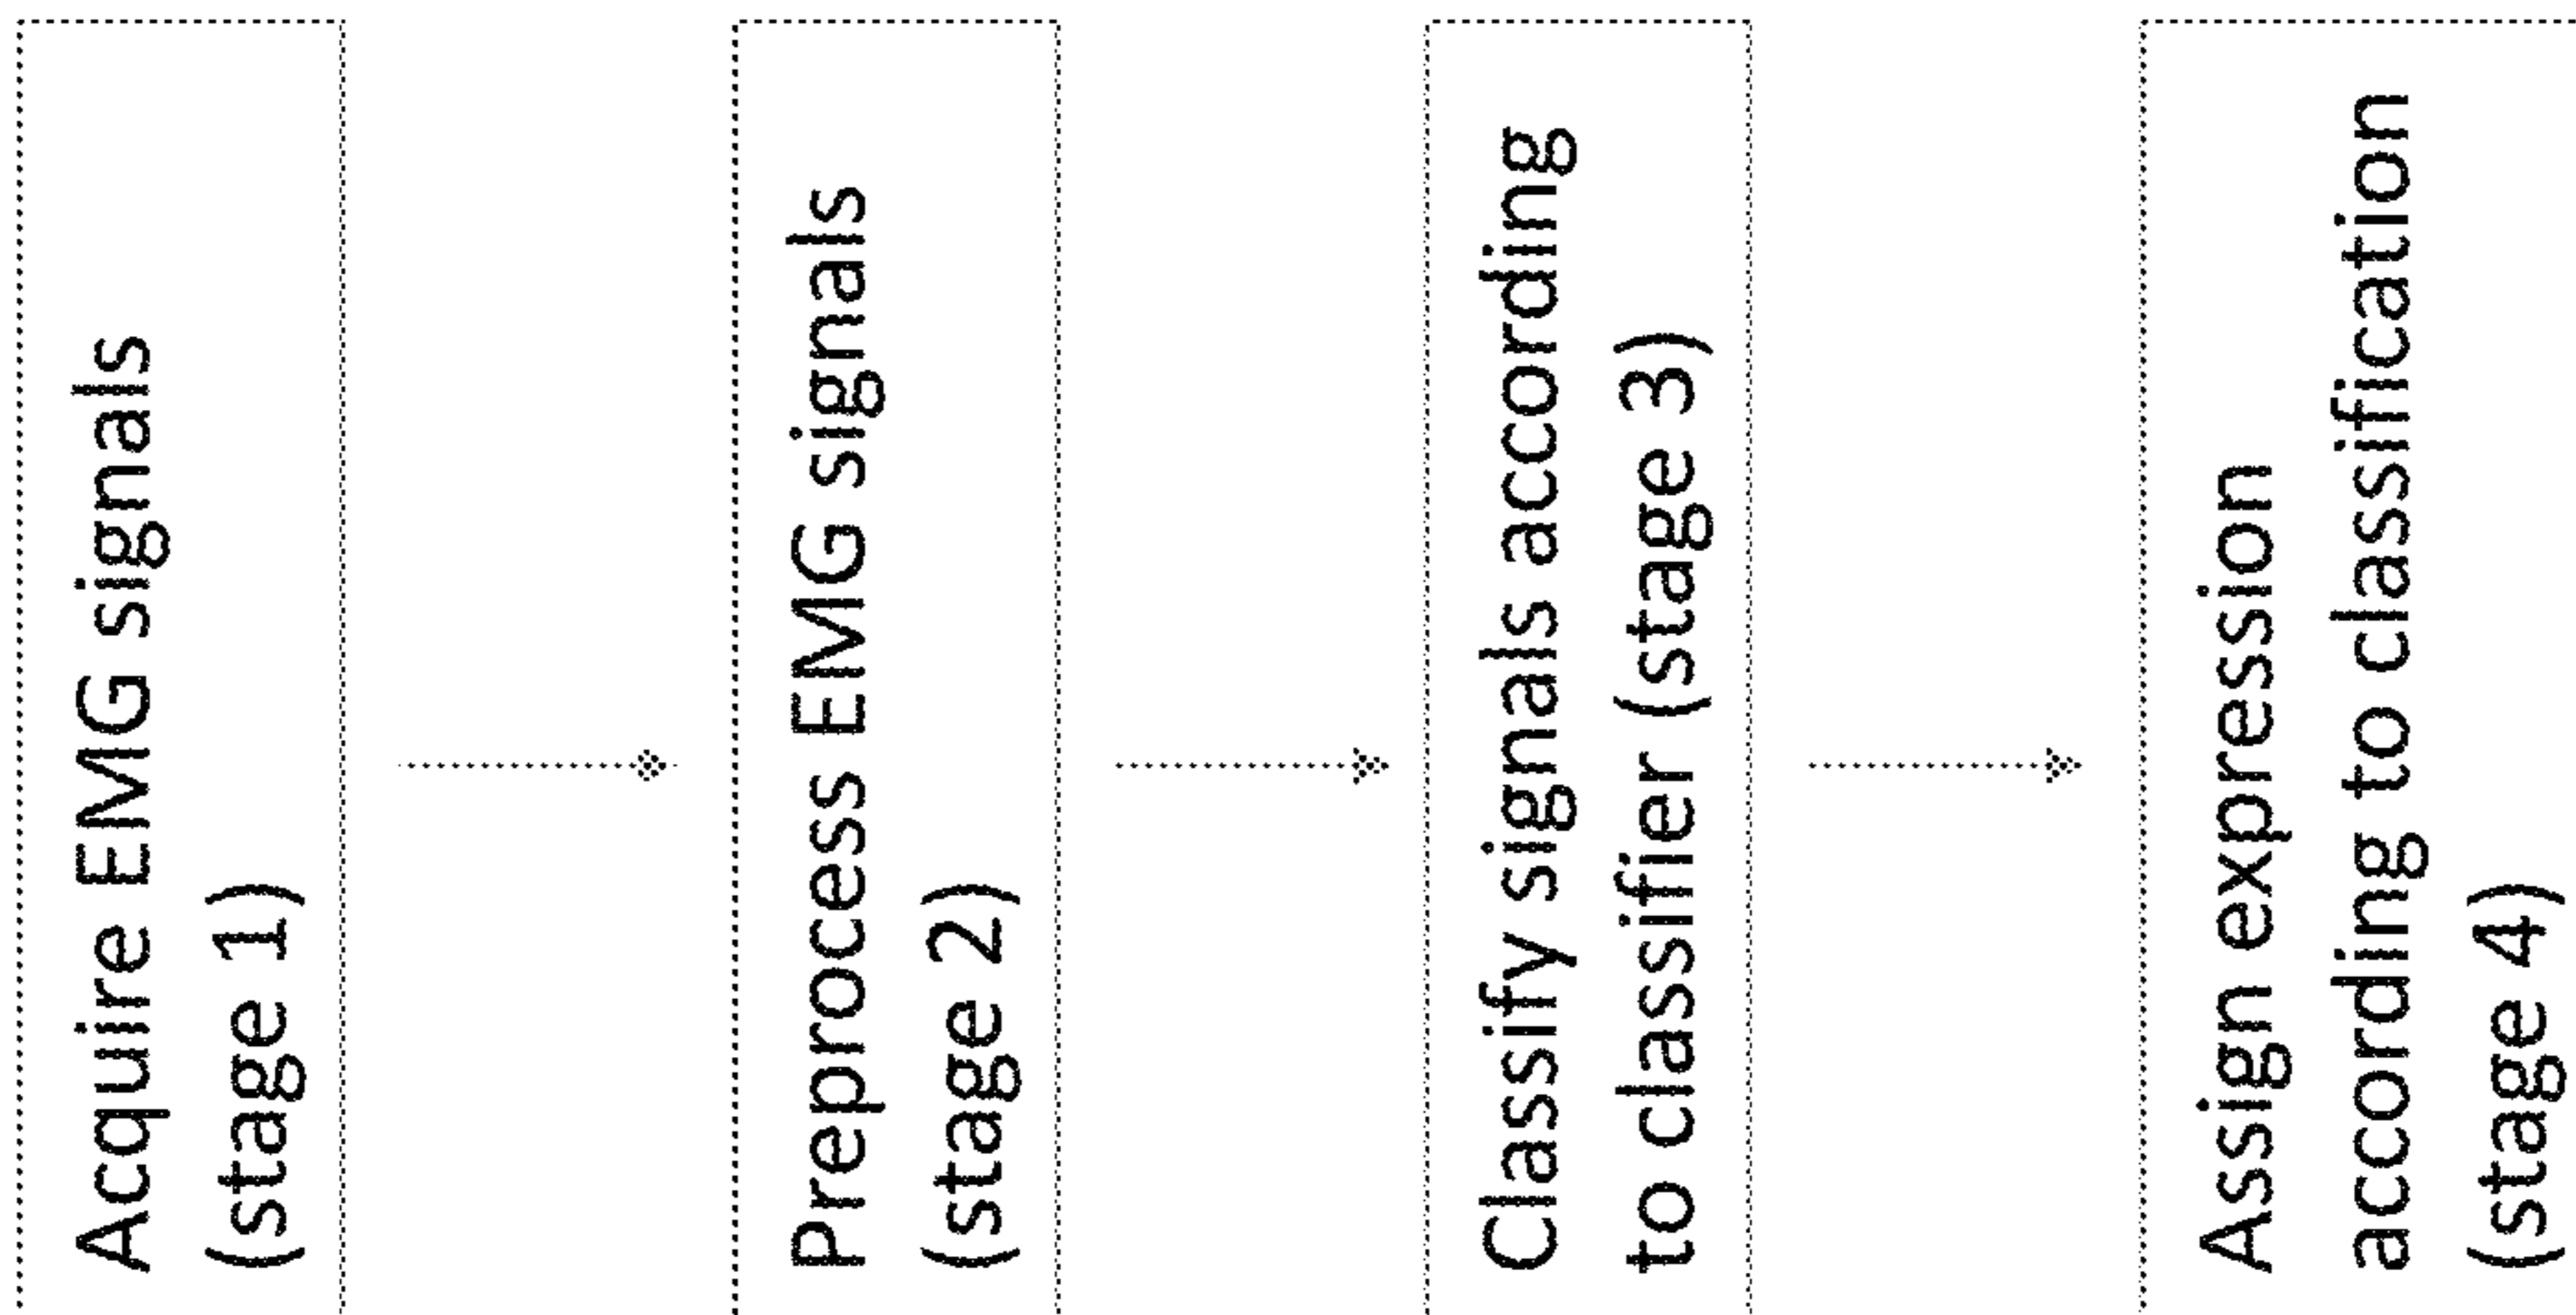 Acquire EMG signals
(stage 1)
Preprocess EMG signals
(stage 2)
Classify signals according
to classifier (stage 3)
Assign expression
according to classification
(stage 4)